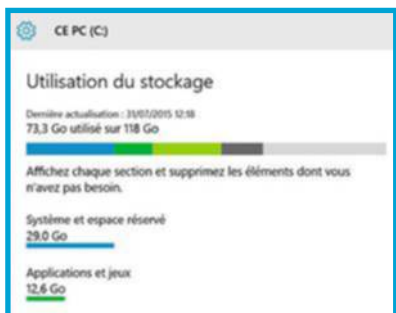 CE PC (C:)
Utilisation du stockage
Dernière actualisation : 31/07/2015 12:18
73,3 Go utilisé sur 118 Go
Affichez chaque section et supprimez les éléments dont vous
n'avez pas besoin.
Système et espace réservé
29.0 Go
Applications et jeux
12,6 Go